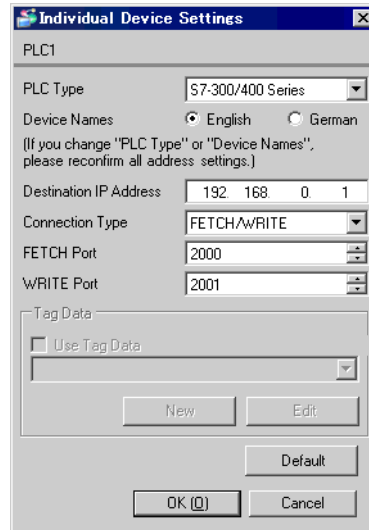 Individual Device Settings
PLC1
PLC Type S7-300/400 Series
Device Names English German
(If you change "PLC Type" or "Device Names",
please reconfirm all address settings.)
Destination IP Address 192. 168. 0. 1
Connection Type FETCH/WRITE
FETCH Port 2000
WRITE Port 2001
Tag Data
Use Tag Data
New Edit
Default
OK (O) Cancel